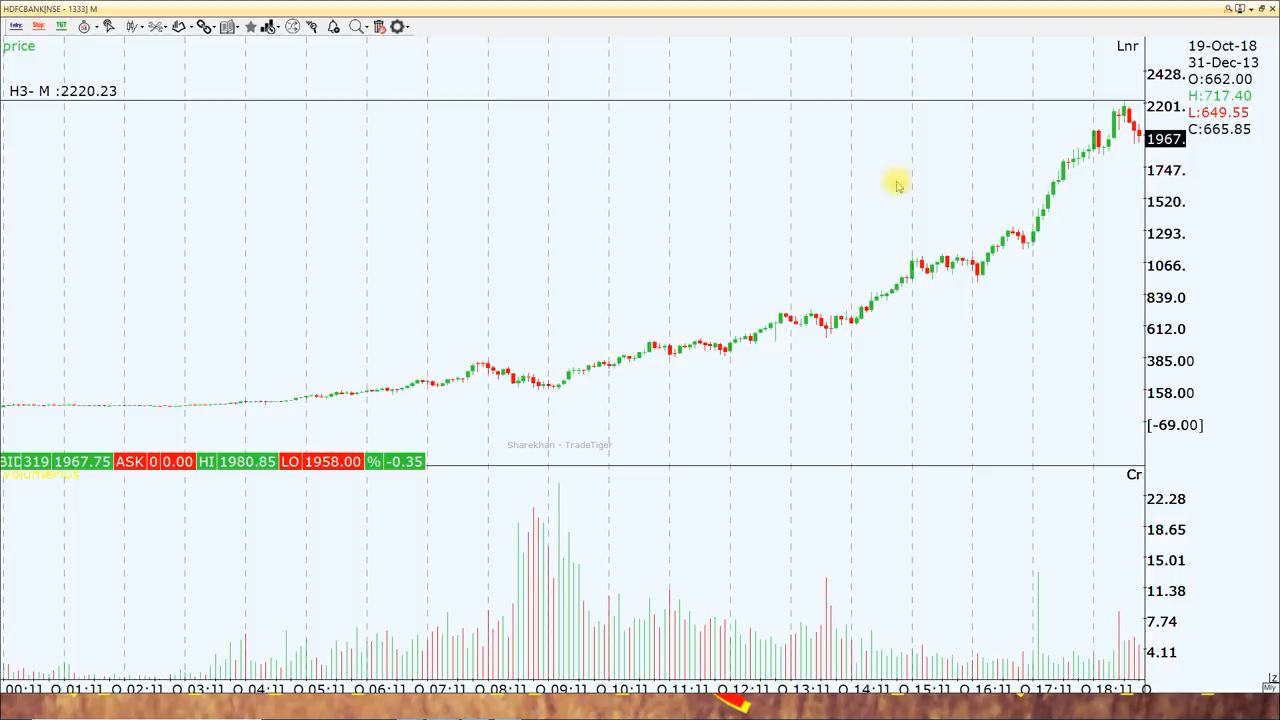 HDFCBANK[NSE - 1333] M
Entry Stop TGT
price
Lnr
19-Oct-18
31-Dec-13
O:662.00
H:717.40
L:649.55
C:665.85
H3- M :2220.23
2428.
2201.
1967.
1747.
1520.
1293.
1066.
839.0
612.0
385.00
158.00
[-69.00]
Sharekhan - TradeTiger
BID 319 1967.75 ASK 0 0.00 HI 1980.85 LO 1958.00 % -0.35
Cr
22.28
18.65
15.01
11.38
7.74
4.11
00:11 O 01:11 O 02:11 O 03:11 O 04:11 O 05:11 O 06:11 O 07:11 O 08:11 O 09:11 O 10:11 O 11:11 O 12:11 O 13:11 O 14:11 O 15:11 O 16:11 O 17:11 O 18:11 O
Mly